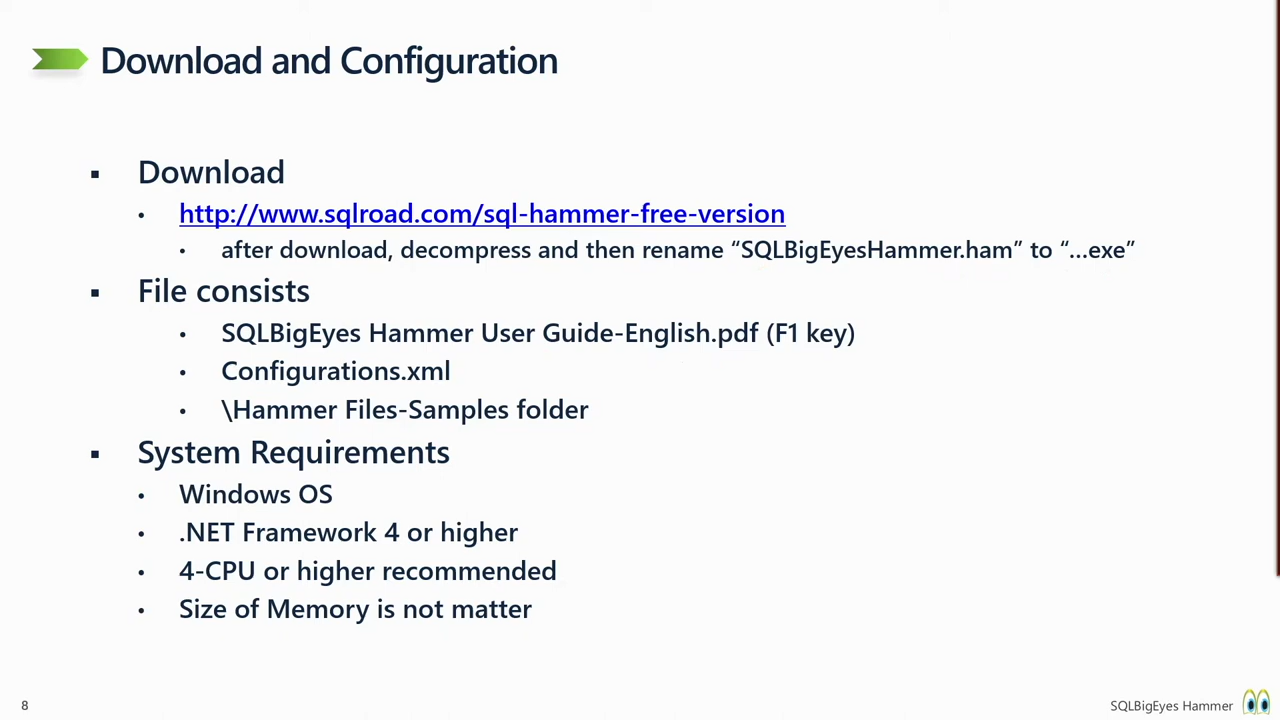 Download and Configuration
▪ Download
• http://www.sqlroad.com/sql-hammer-free-version
• after download, decompress and then rename “SQLBigEyesHammer.ham” to “…exe”
▪ File consists
• SQLBigEyes Hammer User Guide-English.pdf (F1 key)
• Configurations.xml
• \Hammer Files-Samples folder
▪ System Requirements
• Windows OS
• .NET Framework 4 or higher
• 4-CPU or higher recommended
• Size of Memory is not matter
8
SQLBigEyes Hammer